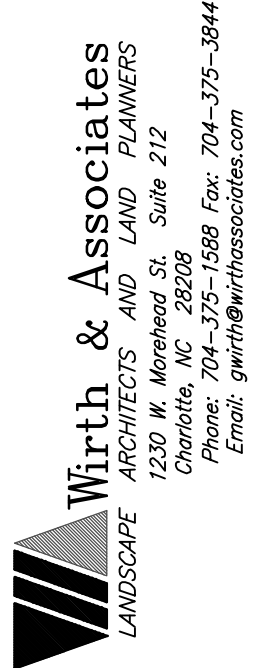 Wirth & Associates
LANDSCAPE ARCHITECTS AND LAND PLANNERS
1230 W. Morehead St. Suite 212
Charlotte, NC 28208
Phone: 704-375-1588 Fax: 704-375-3844
Email: gwirth@wirthassociates.com